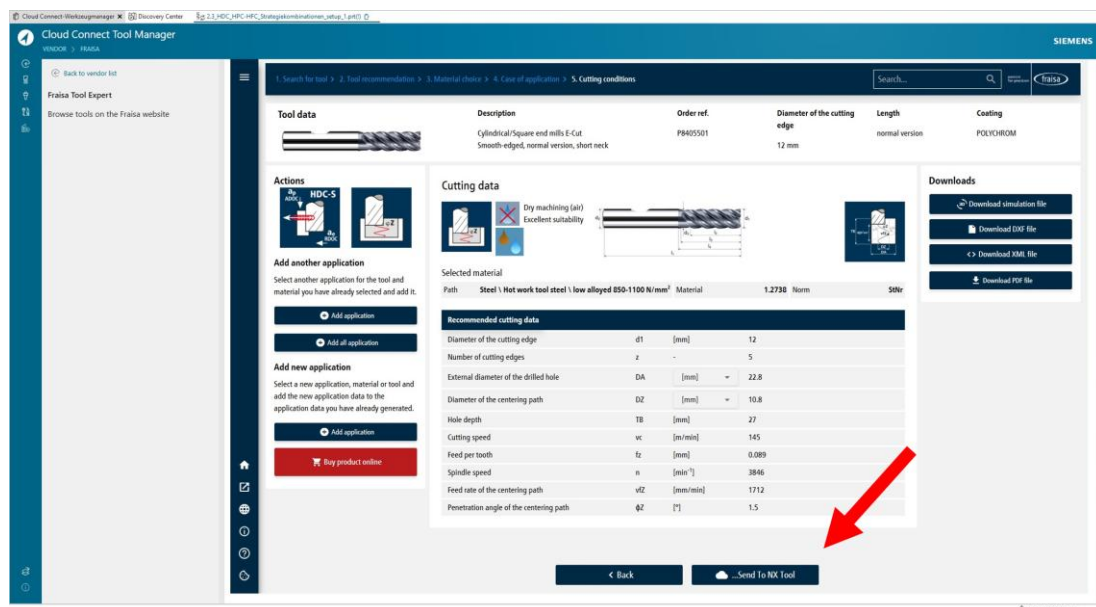 Cloud Connect-Werkzeugmanager
Discovery Center
2.3_HDC_HPC-HFC_Strategiekombinationen_setup_1.prt
Cloud Connect Tool Manager
VENDOR > FRAISA
SIEMENS
Back to vendor list
Fraisa Tool Expert
Browse tools on the Fraisa website
1. Search for tool > 2. Tool recommendation > 3. Material choice > 4. Case of application > 5. Cutting conditions
Search...
fraisa
Tool data
Description
Cylindrical/Square end mills E-Cut
Smooth-edged, normal version, short neck
Order ref.
P8405501
Diameter of the cutting
edge
12 mm
Length
normal version
Coating
POLYCHROM
Actions
ap
ADOC
HDC-S
ae
RDOC
φZ
Add another application
Select another application for the tool and
material you have already selected and add it.
Add application
Add all application
Add new application
Select a new application, material or tool and
add the new application data to the
application data you have already generated.
Add application
Buy product online
Cutting data
Dry machining (air)
Excellent suitability
Selected material
Path Steel \ Hot work tool steel \ low alloyed 850-1100 N/mm² Material 1.2738 Norm StNr
Recommended cutting data
Diameter of the cutting edge d1 [mm] 12
Number of cutting edges z - 5
External diameter of the drilled hole DA [mm] 22.8
Diameter of the centering path DZ [mm] 10.8
Hole depth TB [mm] 27
Cutting speed vc [m/min] 145
Feed per tooth fz [mm] 0.089
Spindle speed n [min⁻¹] 3846
Feed rate of the centering path vfZ [mm/min] 1712
Penetration angle of the centering path ϕZ [°] 1.5
Downloads
Download simulation file
Download DXF file
<> Download XML file
Download PDF file
< Back
...Send To NX Tool